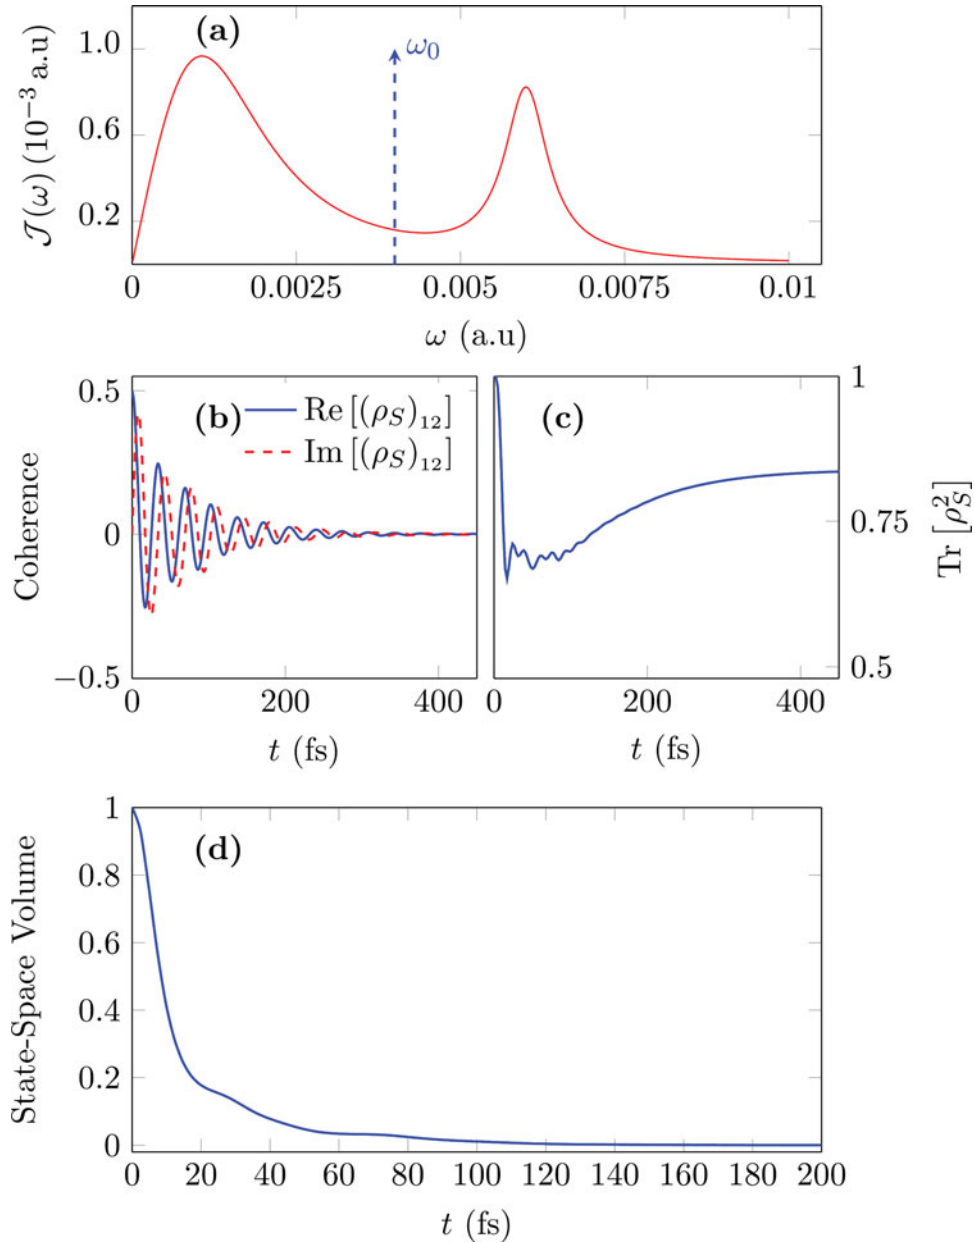 (a)
ω₀
𝒥(ω) (10⁻³ a.u)
1.0
0.6
0.2
0 0.0025 0.005 0.0075 0.01
ω (a.u)
(b)
Re [(ρ_S)₁₂]
Im [(ρ_S)₁₂]
Coherence
0.5
0
−0.5
0 200 400
t (fs)
(c)
1
0.75
0.5
Tr [ρ_S²]
0 200 400
t (fs)
(d)
State-Space Volume
1
0.8
0.6
0.4
0.2
0
0 20 40 60 80 100 120 140 160 180 200
t (fs)